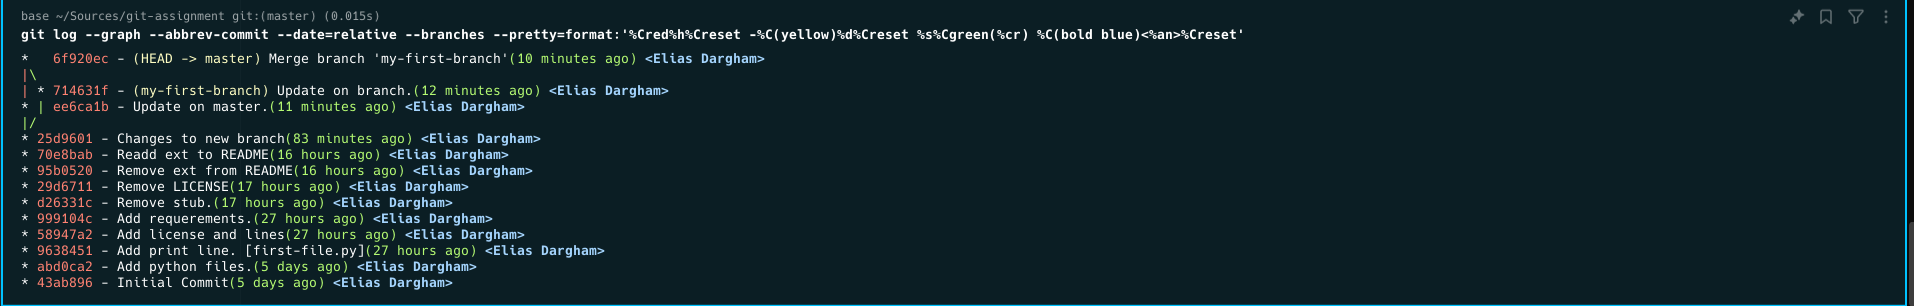 base ~/Sources/git-assignment git:(master) (0.015s)
git log --graph --abbrev-commit --date=relative --branches --pretty=format:'%Cred%h%Creset -%C(yellow)%d%Creset %s%Cgreen(%cr) %C(bold blue)<%an>%Creset'
*   6f920ec - (HEAD -> master) Merge branch 'my-first-branch'(10 minutes ago) <Elias Dargham>
|\
| * 714631f - (my-first-branch) Update on branch.(12 minutes ago) <Elias Dargham>
* | ee6ca1b - Update on master.(11 minutes ago) <Elias Dargham>
|/
* 25d9601 - Changes to new branch(83 minutes ago) <Elias Dargham>
* 70e8bab - Readd ext to README(16 hours ago) <Elias Dargham>
* 95b0520 - Remove ext from README(16 hours ago) <Elias Dargham>
* 29d6711 - Remove LICENSE(17 hours ago) <Elias Dargham>
* d26331c - Remove stub.(17 hours ago) <Elias Dargham>
* 999104c - Add requerements.(27 hours ago) <Elias Dargham>
* 58947a2 - Add license and lines(27 hours ago) <Elias Dargham>
* 9638451 - Add print line. [first-file.py](27 hours ago) <Elias Dargham>
* abd0ca2 - Add python files.(5 days ago) <Elias Dargham>
* 43ab896 - Initial Commit(5 days ago) <Elias Dargham>